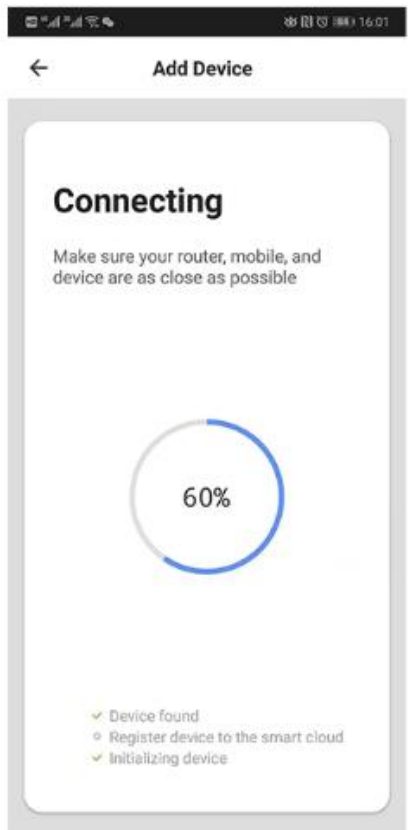 16:01
Add Device
Connecting
Make sure your router, mobile, and
device are as close as possible
60%
Device found
Register device to the smart cloud
Initializing device